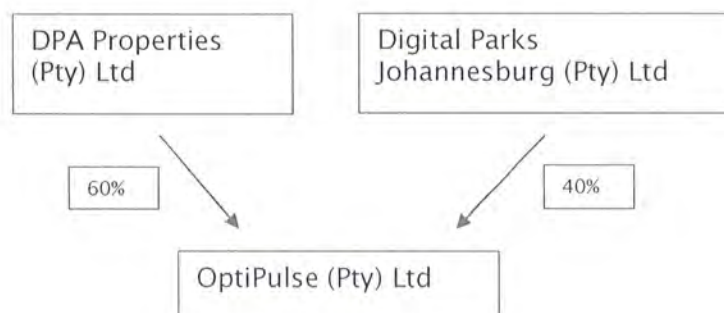 DPA Properties
(Pty) Ltd
Digital Parks
Johannesburg (Pty) Ltd
60%
40%
OptiPulse (Pty) Ltd